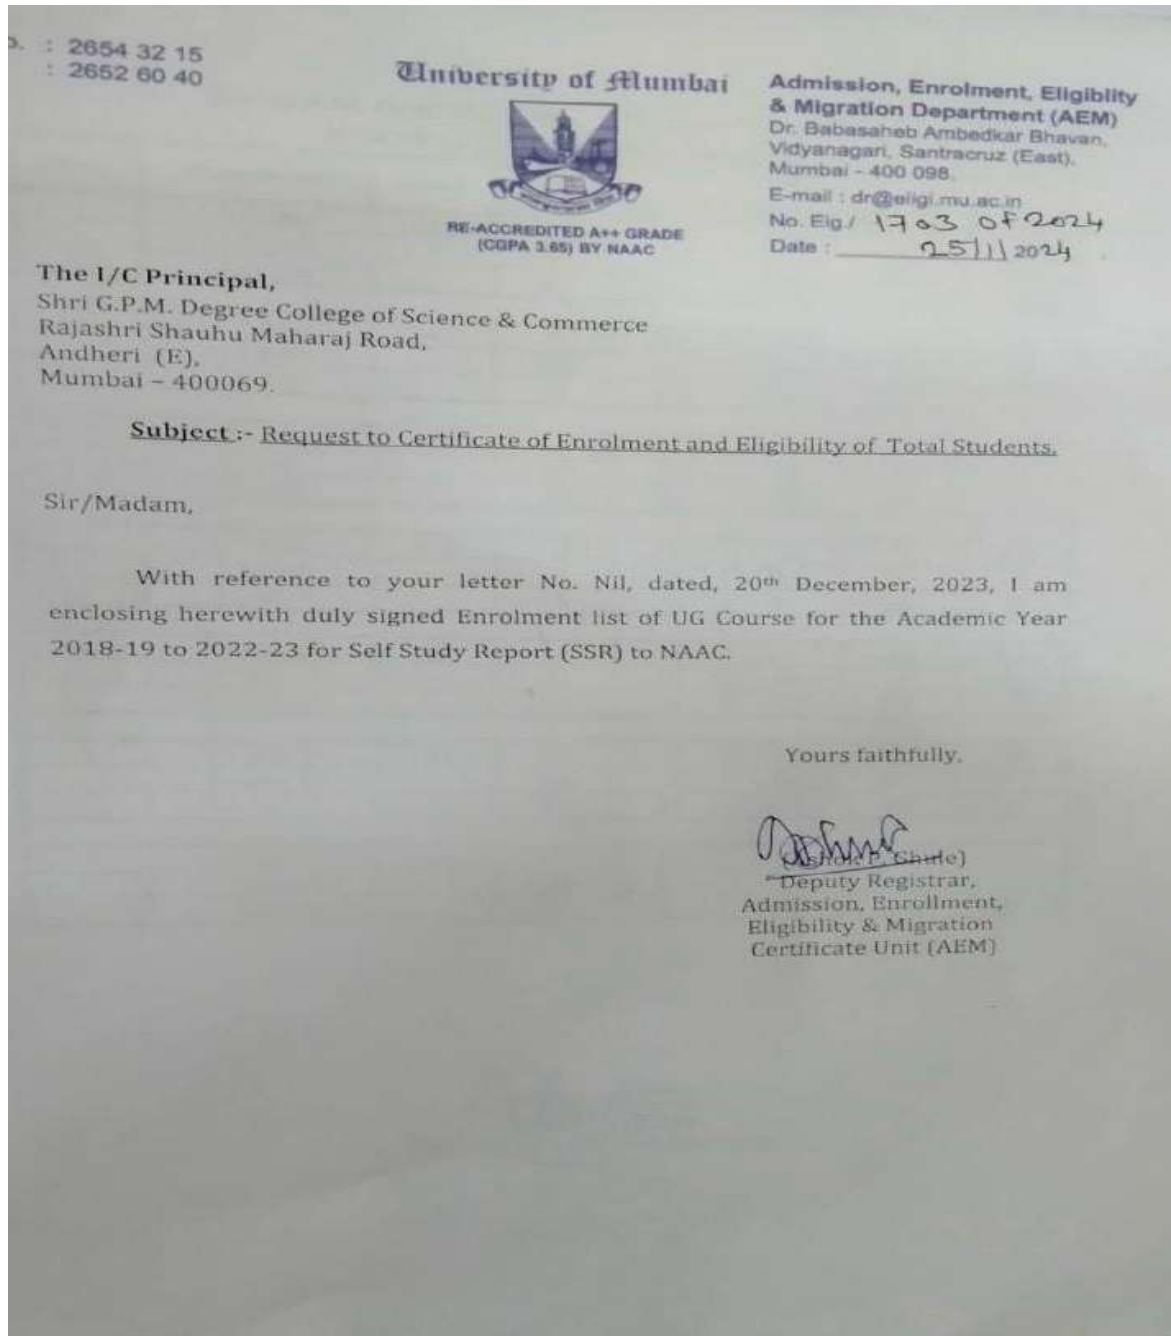 : 2654 32 15
: 2652 60 40
University of Mumbai
RE-ACCREDITED A++ GRADE
(CGPA 3.65) BY NAAC
Admission, Enrolment, Eligiblity
& Migration Department (AEM)
Dr. Babasaheb Ambedkar Bhavan,
Vidyanagari, Santracruz (East),
Mumbai – 400 098.
E-mail : dr@eligi.mu.ac.in
No. Elg./ 1703 of 2024
Date : 25/1/2024
The I/C Principal,
Shri G.P.M. Degree College of Science & Commerce
Rajashri Shauhu Maharaj Road,
Andheri (E),
Mumbai – 400069.
Subject :- Request to Certificate of Enrolment and Eligibility of Total Students.
Sir/Madam,
With reference to your letter No. Nil, dated, 20th December, 2023, I am
enclosing herewith duly signed Enrolment list of UG Course for the Academic Year
2018-19 to 2022-23 for Self Study Report (SSR) to NAAC.
Yours faithfully,
(Ashok P. Ghule)
Deputy Registrar,
Admission, Enrollment,
Eligibility & Migration
Certificate Unit (AEM)